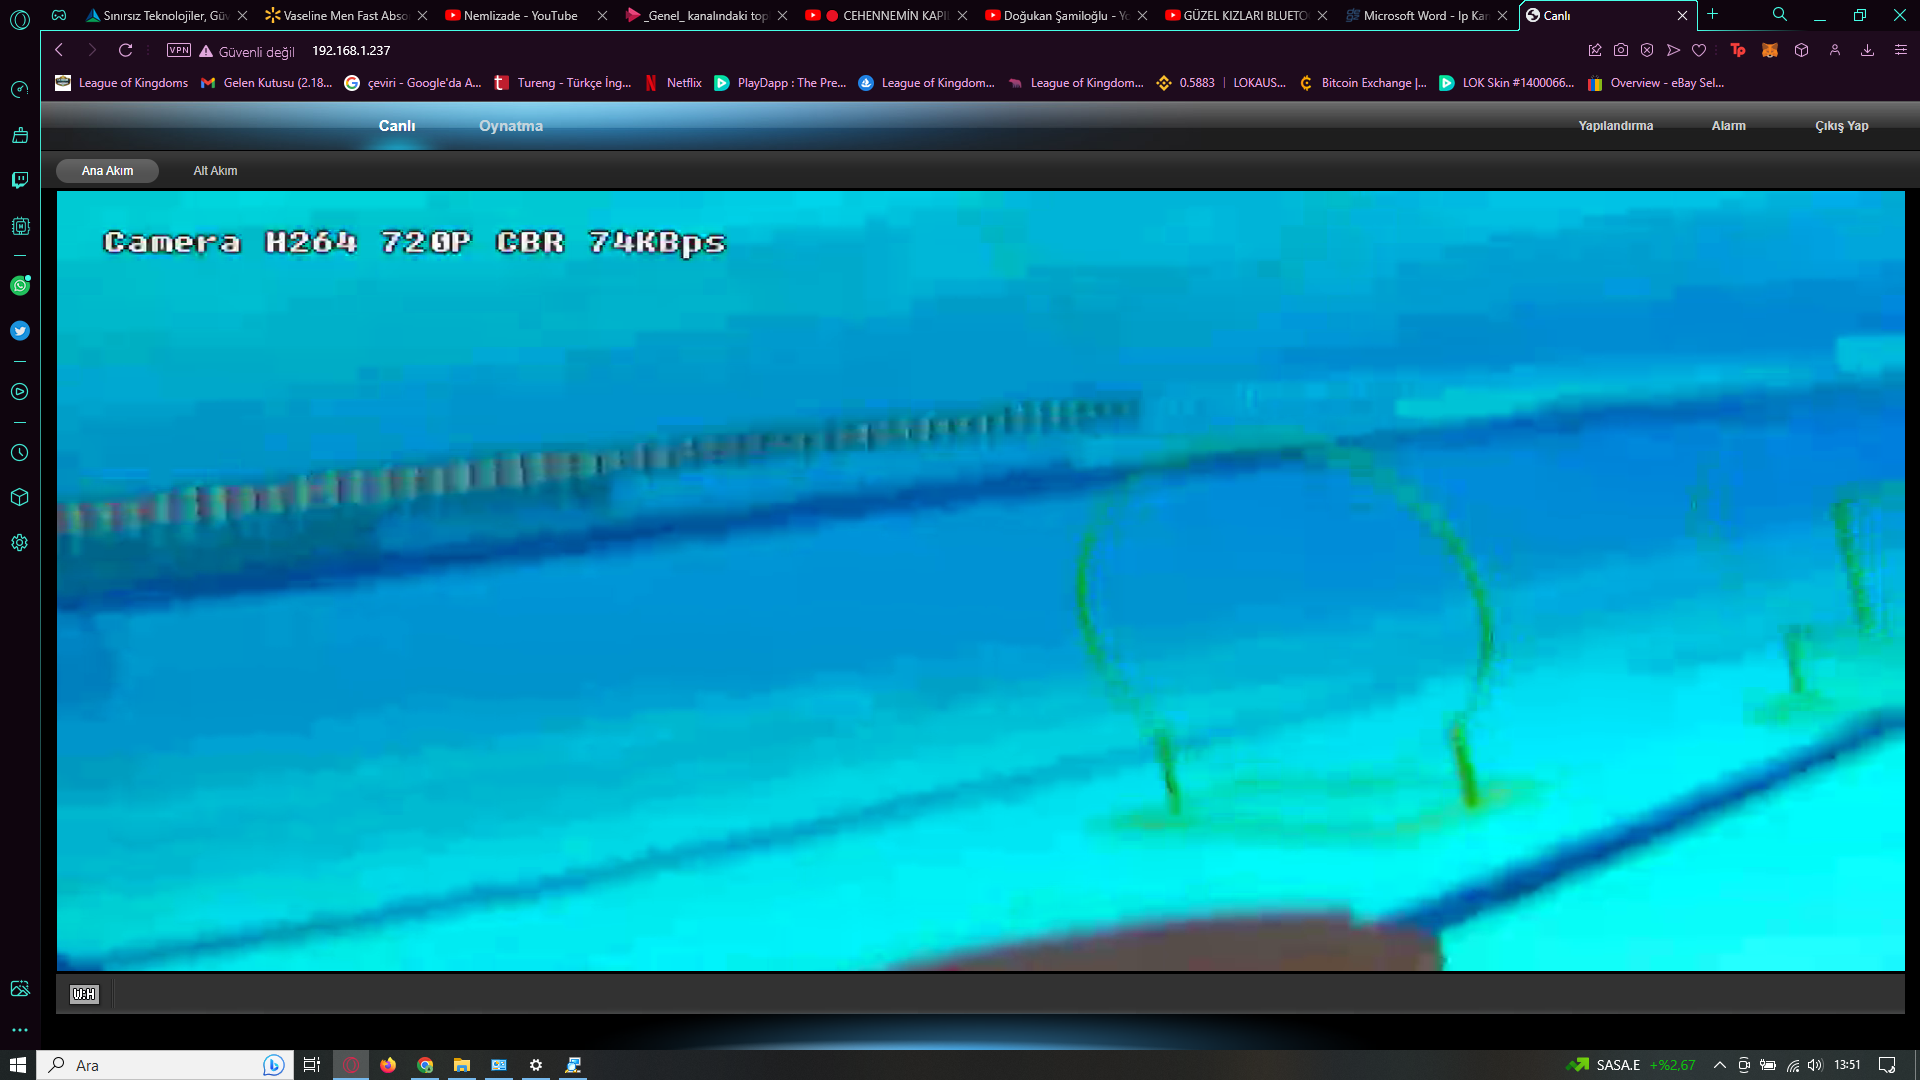 Sınırsız Teknolojiler, Gü
Vaseline Men Fast Abso
Nemlizade - YouTube
_Genel_ kanalındaki top
CEHENNEMİN KAPI
Doğukan Şamiloğlu - Yo
GÜZEL KIZLARI BLUETO
Microsoft Word - Ip Kam
Canlı
VPN
Güvenli değil
192.168.1.237
League of Kingdoms
Gelen Kutusu (2.18...
çeviri - Google'da A...
Tureng - Türkçe İng...
Netflix
PlayDapp : The Pre...
League of Kingdom...
League of Kingdom...
0.5883 | LOKAUS...
Bitcoin Exchange |...
LOK Skin #1400066...
Overview - eBay Sel...
Canlı
Oynatma
Yapılandırma
Alarm
Çıkış Yap
Ana Akım
Alt Akım
Camera H264 720P CBR 74KBps
W:H
Ara
SASA.E +%2.67
13:51